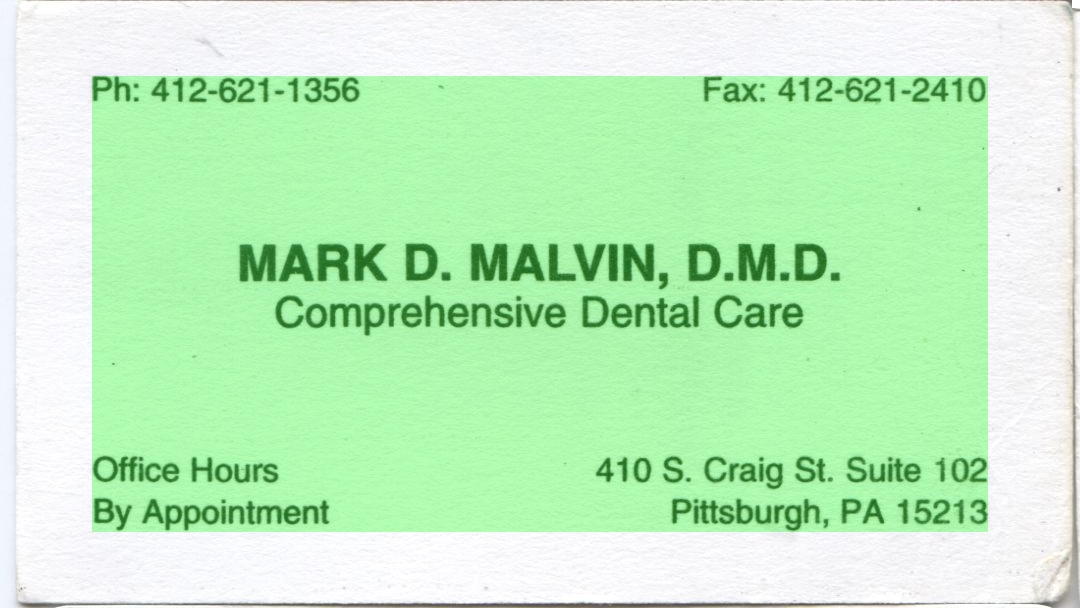 Ph: 412-621-1356
Fax: 412-621-2410
MARK D. MALVIN, D.M.D.
Comprehensive Dental Care
Office Hours
By Appointment
410 S. Craig St. Suite 102
Pittsburgh, PA 15213